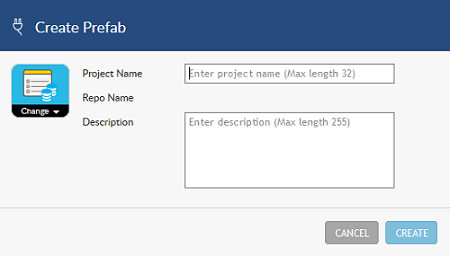 Create Prefab
Project Name
Enter project name (Max length 32)
Repo Name
Description
Enter description (Max length 255)
Change
CANCEL
CREATE